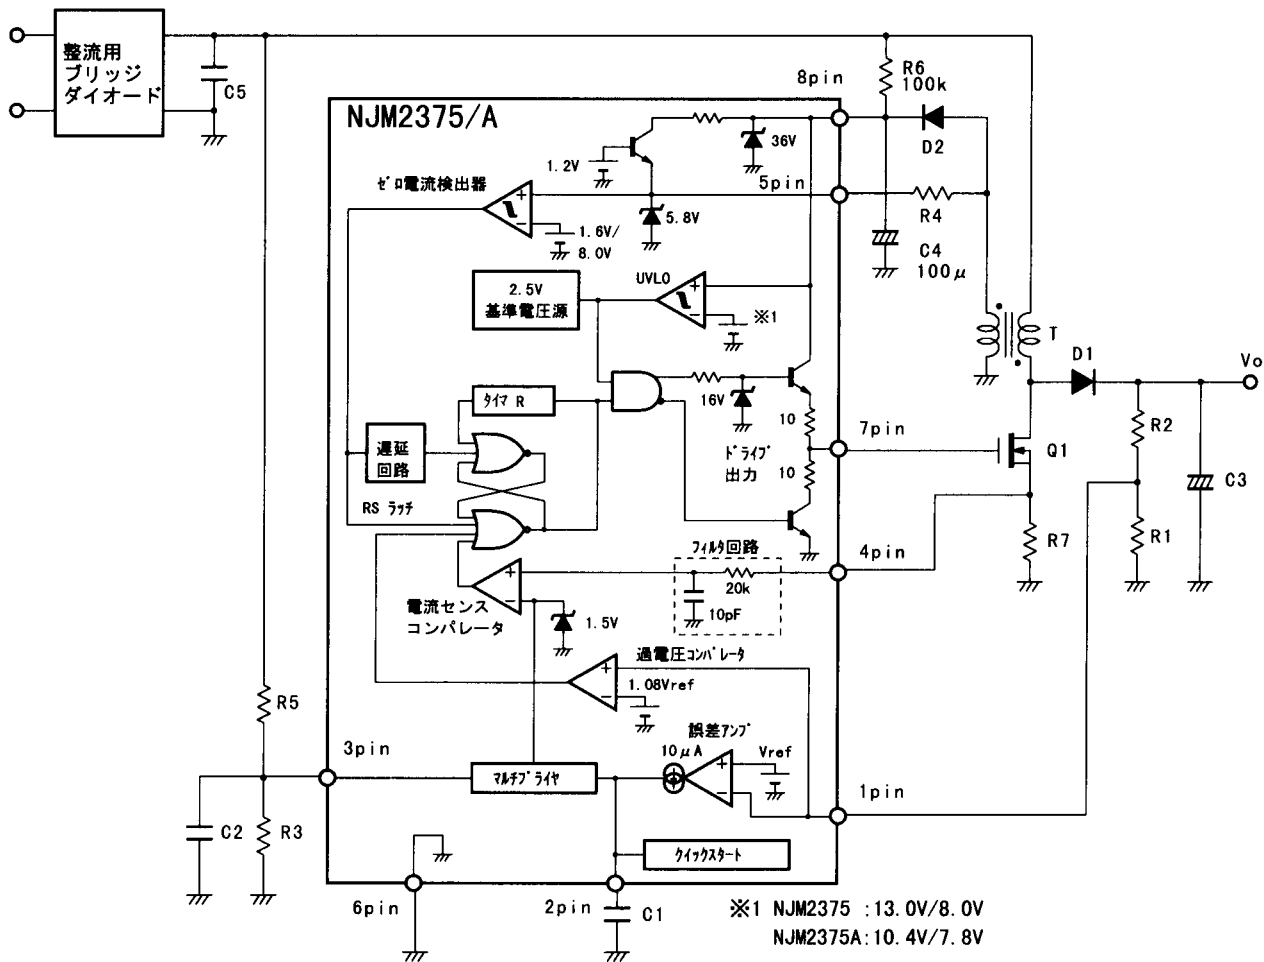 整流用
ブリッジ
ダイオード
C5
8pin
R6
100k
NJM2375/A
D2
36V
1.2V
5pin
ゼロ電流検出器
R4
5.8V
1.6V/
8.0V
C4
100μ
UVLO
2.5V
基準電圧源
※1
T
D1
Vo
タイマ R
16V
10
7pin
R2
遅延
回路
ドライブ
出力
10
Q1
C3
RS ラッチ
フィルタ回路
4pin
R7
R1
20k
10pF
電流センス
コンパレータ
1.5V
過電圧コンパレータ
1.08Vref
R5
3pin
誤差アンプ
10μA
Vref
マルチプライヤ
1pin
C2
R3
クイックスタート
6pin
2pin
C1
※1 NJM2375 :13.0V/8.0V
NJM2375A:10.4V/7.8V